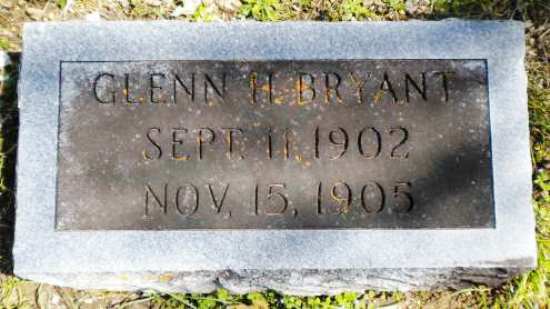 GLENN H. BRYANT
SEPT. 11, 1902
NOV. 15, 1905